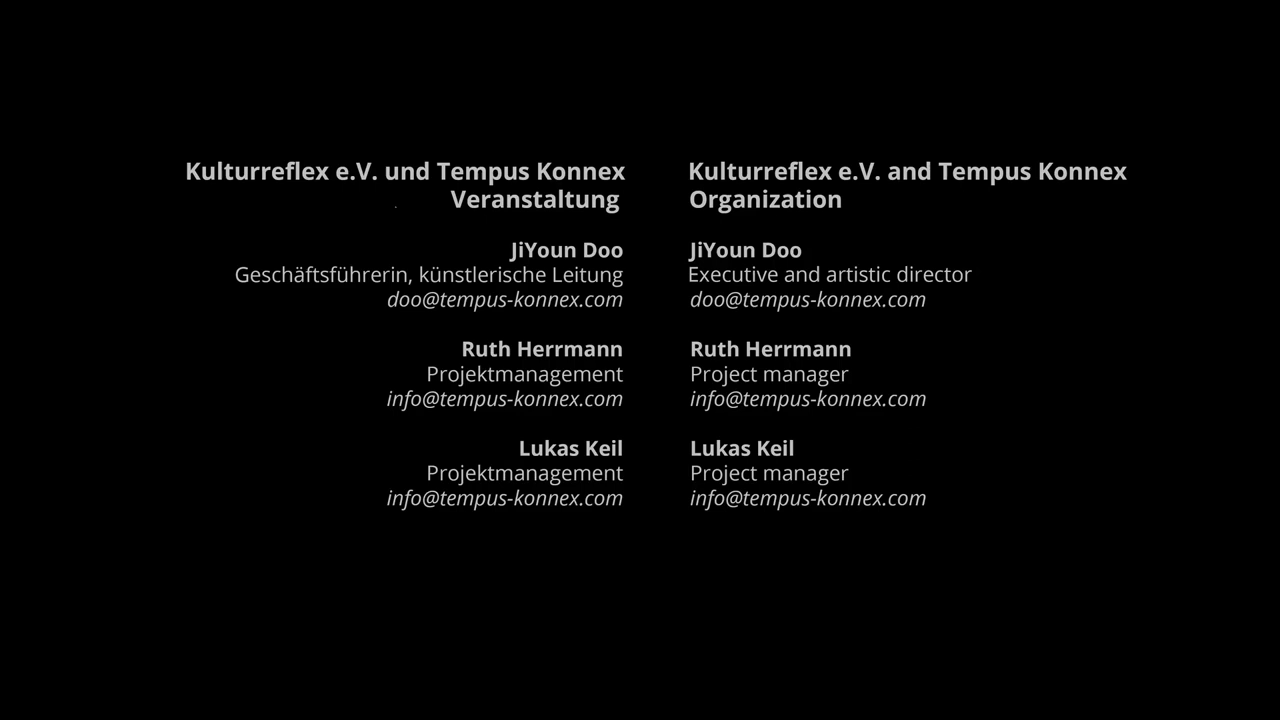 Kulturreflex e.V. und Tempus Konnex
Veranstaltung
JiYoun Doo
Geschäftsführerin, künstlerische Leitung
doo@tempus-konnex.com
Ruth Herrmann
Projektmanagement
info@tempus-konnex.com
Lukas Keil
Projektmanagement
info@tempus-konnex.com
Kulturreflex e.V. and Tempus Konnex
Organization
JiYoun Doo
Executive and artistic director
doo@tempus-konnex.com
Ruth Herrmann
Project manager
info@tempus-konnex.com
Lukas Keil
Project manager
info@tempus-konnex.com